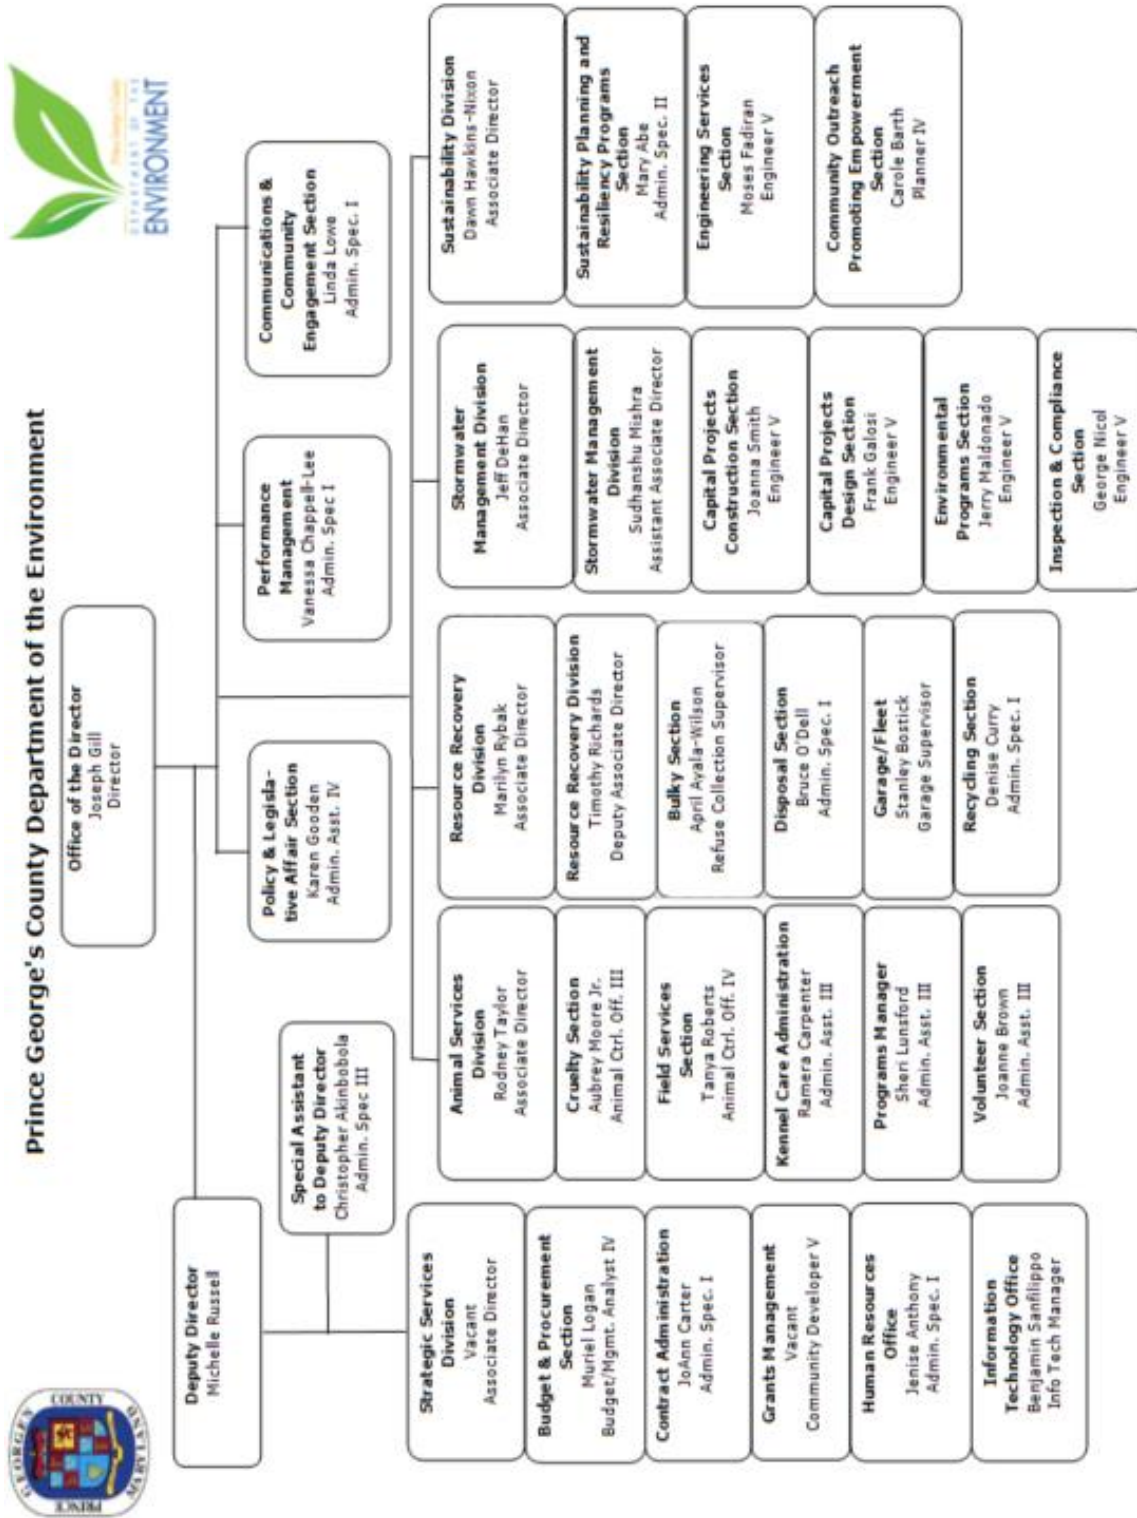 Prince George's County Department of the Environment
PRINCE
GEORGE'S
COUNTY
MARYLAND
DEPARTMENT OF THE
ENVIRONMENT
Office of the Director
Joseph Gill
Director
Deputy Director
Michelle Russell
Special Assistant
to Deputy Director
Christopher Akinbobola
Admin. Spec III
Policy & Legisla-
tive Affair Section
Karen Gooden
Admin. Asst. IV
Performance
Management
Vanessa Chappell-Lee
Admin. Spec I
Communications &
Community
Engagement Section
Linda Lowe
Admin. Spec. I
Strategic Services
Division
Vacant
Associate Director
Budget & Procurement
Section
Muriel Logan
Budget/Mgmt. Analyst IV
Contract Administration
JoAnn Carter
Admin. Spec. I
Grants Management
Vacant
Community Developer V
Human Resources
Office
Jenise Anthony
Admin. Spec. I
Information
Technology Office
Benjamin Sanfilippo
Info Tech Manager
Animal Services
Division
Rodney Taylor
Associate Director
Cruelty Section
Aubrey Moore Jr.
Animal Ctrl. Off. III
Field Services
Section
Tanya Roberts
Animal Ctrl. Off. IV
Kennel Care Administration
Ramera Carpenter
Admin. Asst. III
Programs Manager
Sheri Lunsford
Admin. Asst. III
Volunteer Section
Joanne Brown
Admin. Asst. III
Resource Recovery
Division
Marilyn Rybak
Associate Director
Resource Recovery Division
Timothy Richards
Deputy Associate Director
Bulky Section
April Ayala-Wilson
Refuse Collection Supervisor
Disposal Section
Bruce O'Dell
Admin. Spec. I
Garage/Fleet
Stanley Bostick
Garage Supervisor
Recycling Section
Denise Curry
Admin. Spec. I
Stormwater
Management Division
Jeff DeHan
Associate Director
Stormwater Management
Division
Sudhanshu Mishra
Assistant Associate Director
Capital Projects
Construction Section
Joanna Smith
Engineer V
Capital Projects
Design Section
Frank Galosi
Engineer V
Environmental
Programs Section
Jerry Maldonado
Engineer V
Inspection & Compliance
Section
George Nicol
Engineer V
Sustainability Division
Dawn Hawkins-Nixon
Associate Director
Sustainability Planning and
Resiliency Programs
Section
Mary Abe
Admin. Spec. II
Engineering Services
Section
Moses Fadiran
Engineer V
Community Outreach
Promoting Empowerment
Section
Carole Barth
Planner IV